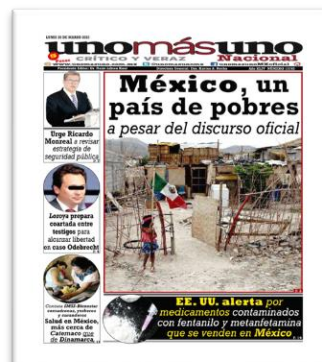 unomásuno
CRÍTICO Y VERAZ
Nacional
México, un
país de pobres
a pesar del discurso oficial
Urge Ricardo
Monreal a revisar
estrategia de
seguridad pública
Lozoya prepara
coartada entre
testigos para
alcanzar libertad
en caso Odebrecht
Salud en México,
más cerca de
Calzmaco que
de Dinamarca
EE. UU. alerta por
medicamentos contaminados
con fentanilo y metanfetamina
que se venden en México